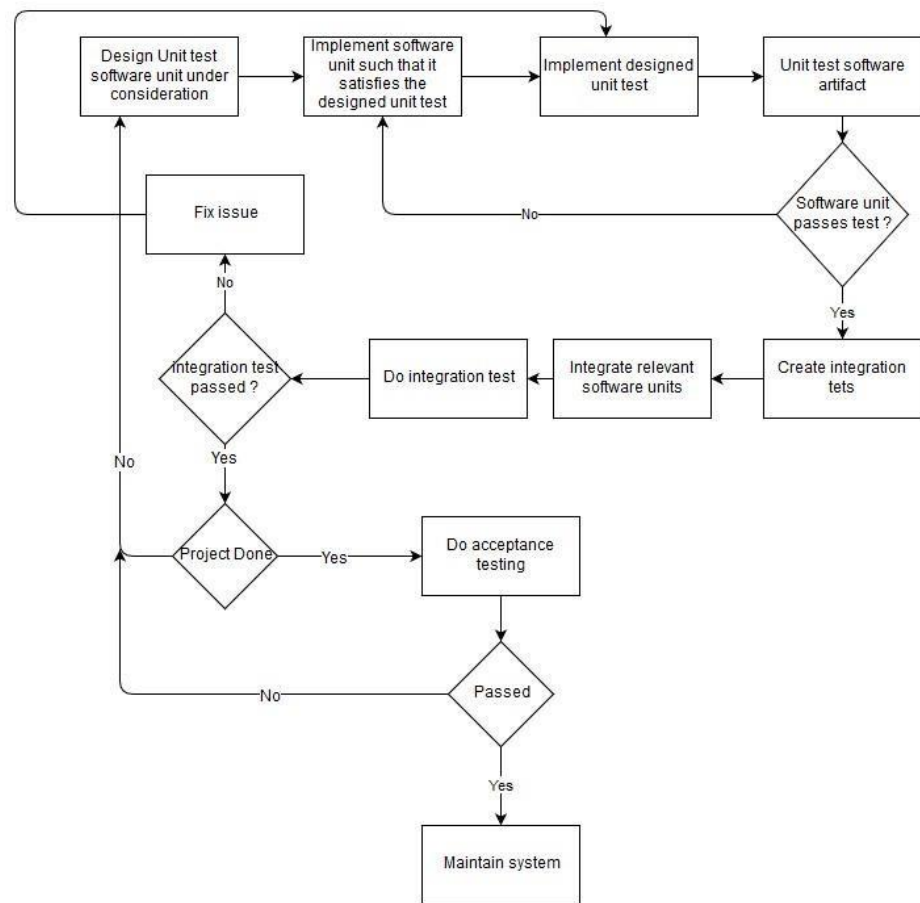 Design Unit test
software unit under
consideration
Implement software
unit such that it
satisfies the
designed unit test
Implement designed
unit test
Unit test software
artifact
Fix issue
No
Software unit
passes test ?
No
Yes
integration test
passed ?
Do integration test
Integrate relevant
software units
Create integration
tets
Yes
No
Project Done
Yes
Do acceptance
testing
No
Passed
Yes
Maintain system